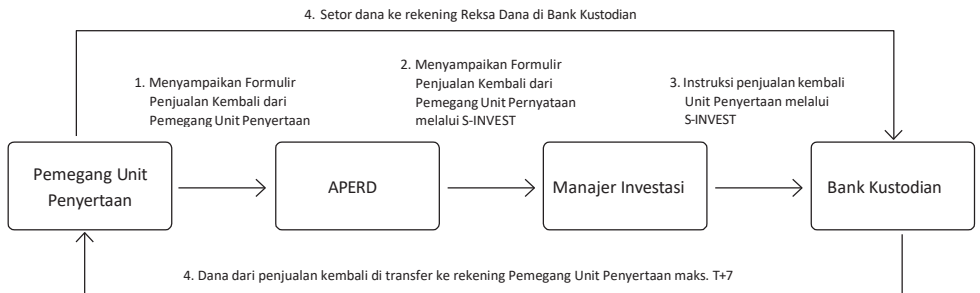 4. Setor dana ke rekening Reksa Dana di Bank Kustodian
1. Menyampaikan Formulir
Penjualan Kembali dari
Pemegang Unit Penyertaan
2. Menyampaikan Formulir
Penjualan Kembali dari
Pemegang Unit Pernyataan
melalui S-INVEST
3. Instruksi penjualan kembali
Unit Penyertaan melalui
S-INVEST
Pemegang Unit
Penyertaan
APERD
Manajer Investasi
Bank Kustodian
4. Dana dari penjualan kembali di transfer ke rekening Pemegang Unit Penyertaan maks. T+7